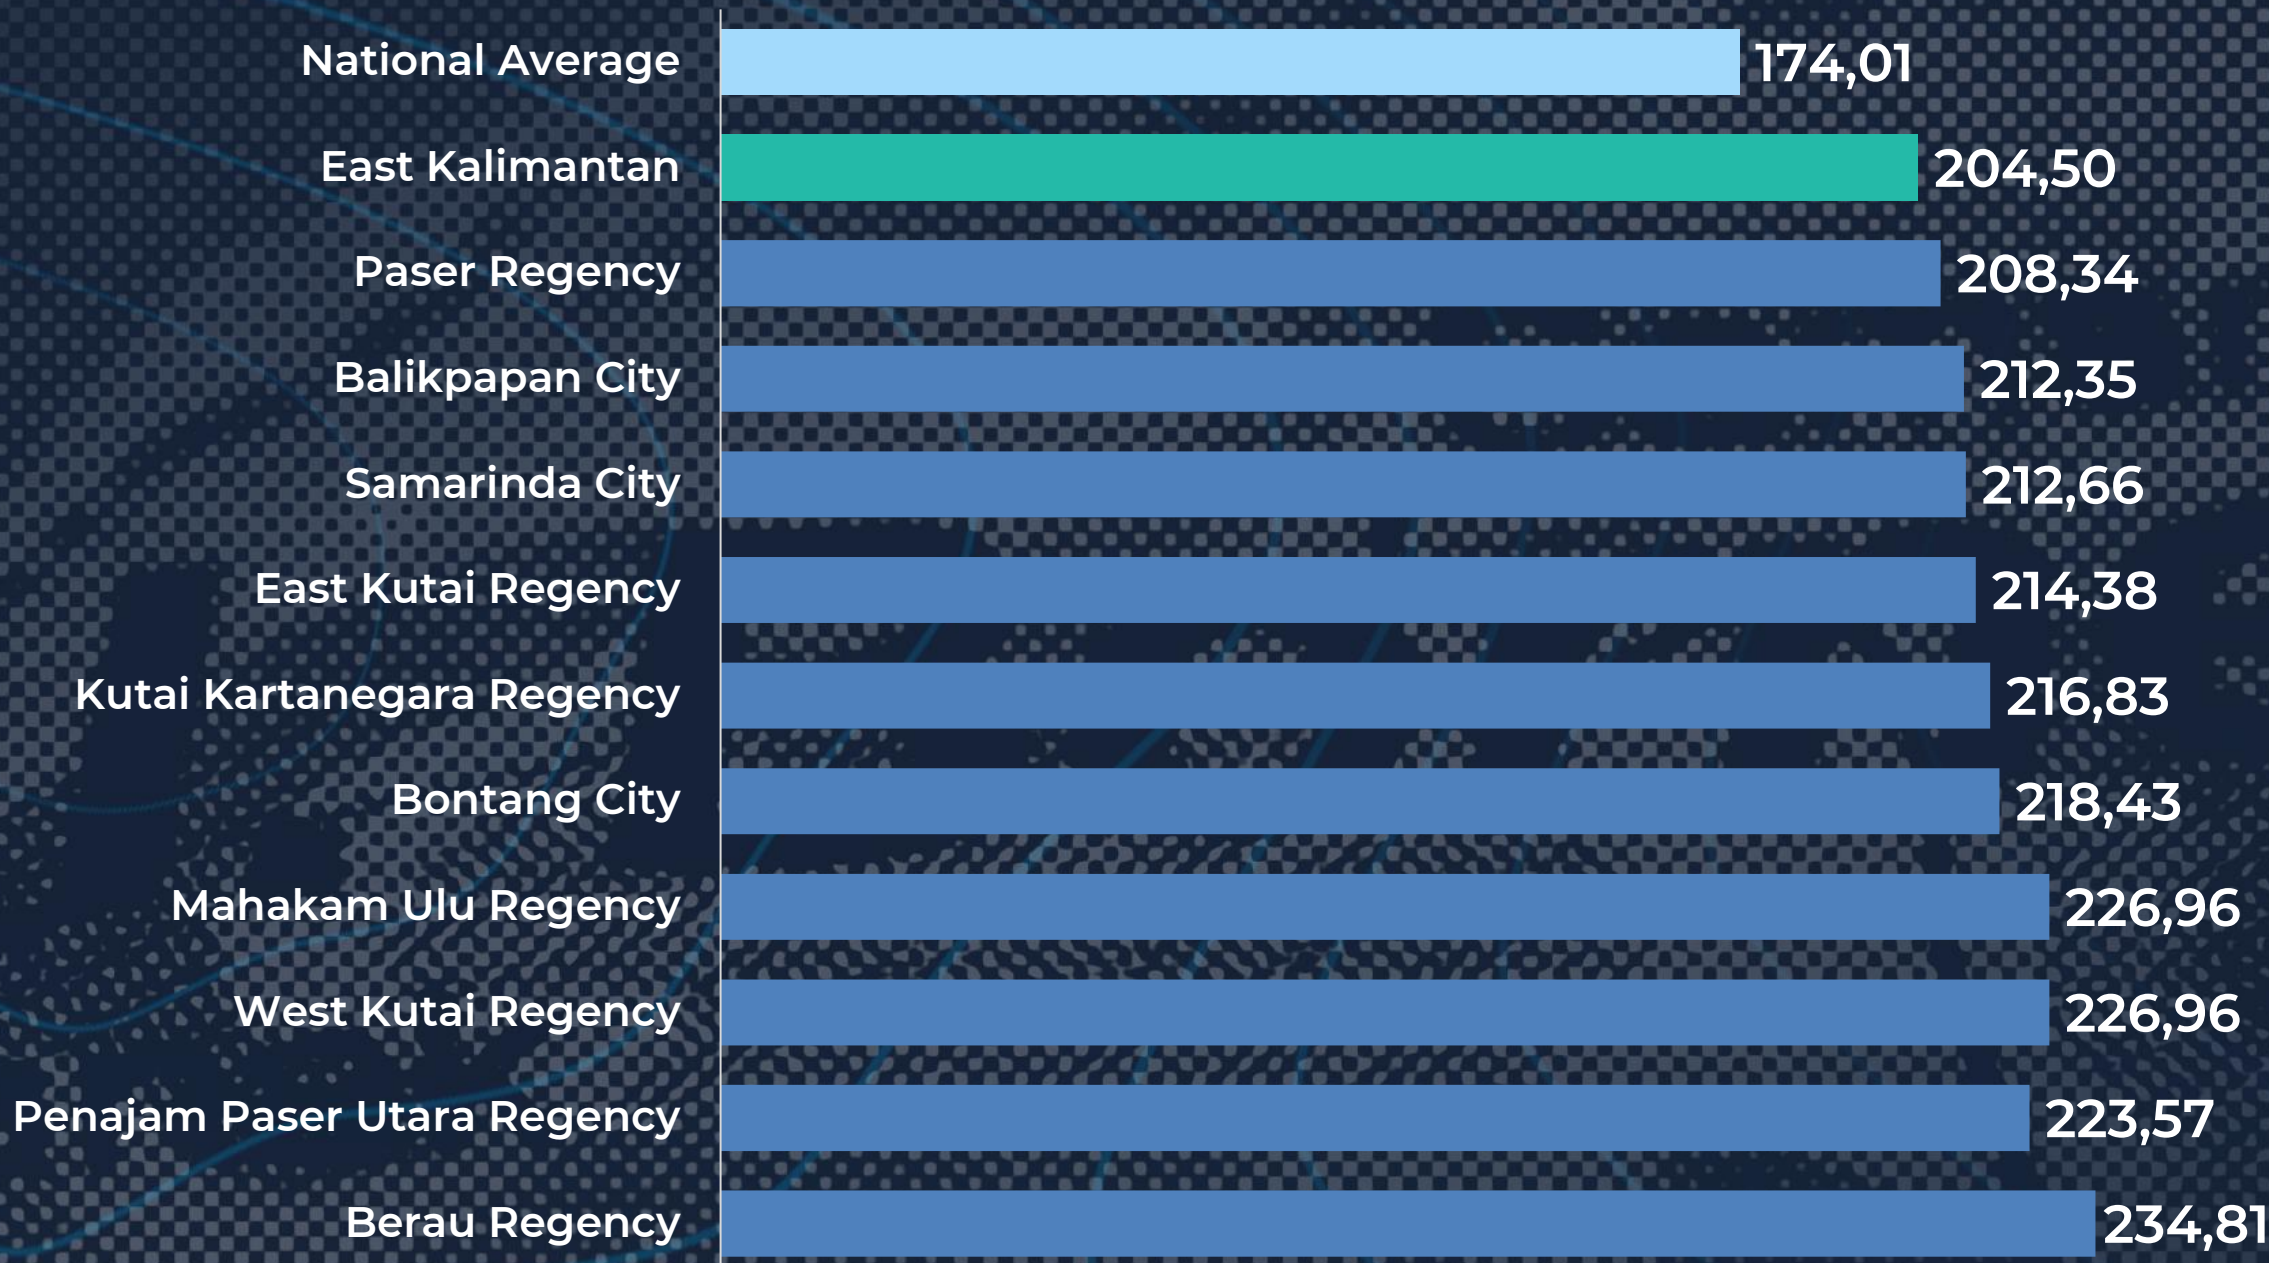 National Average 174,01
East Kalimantan 204,50
Paser Regency 208,34
Balikpapan City 212,35
Samarinda City 212,66
East Kutai Regency 214,38
Kutai Kartanegara Regency 216,83
Bontang City 218,43
Mahakam Ulu Regency 226,96
West Kutai Regency 226,96
Penajam Paser Utara Regency 223,57
Berau Regency 234,81